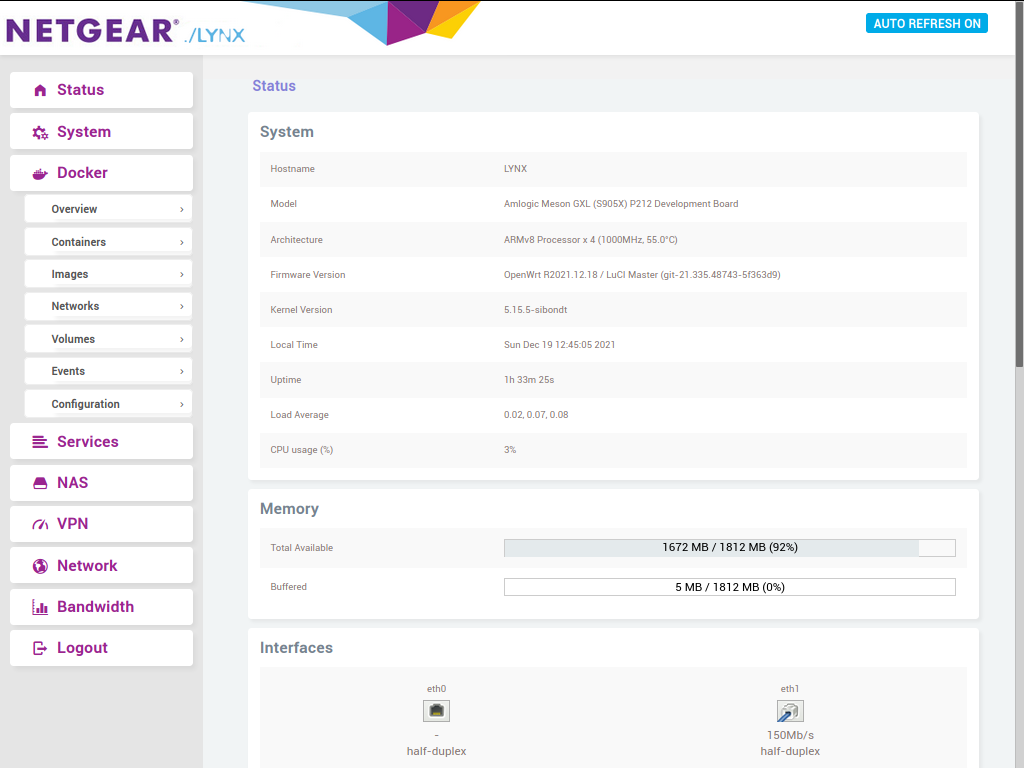 NETGEAR® ./LYNX
AUTO REFRESH ON
Status
System
Docker
Overview ›
Containers ›
Images ›
Networks ›
Volumes ›
Events ›
Configuration ›
Services
NAS
VPN
Network
Bandwidth
Logout
Status
System
Hostname LYNX
Model Amlogic Meson GXL (S905X) P212 Development Board
Architecture ARMv8 Processor x 4 (1000MHz, 55.0°C)
Firmware Version OpenWrt R2021.12.18 / LuCI Master (git-21.335.48743-5f363d9)
Kernel Version 5.15.5-sibondt
Local Time Sun Dec 19 12:45:05 2021
Uptime 1h 33m 25s
Load Average 0.02, 0.07, 0.08
CPU usage (%) 3%
Memory
Total Available 1672 MB / 1812 MB (92%)
Buffered 5 MB / 1812 MB (0%)
Interfaces
eth0 eth1
- 150Mb/s
half-duplex half-duplex